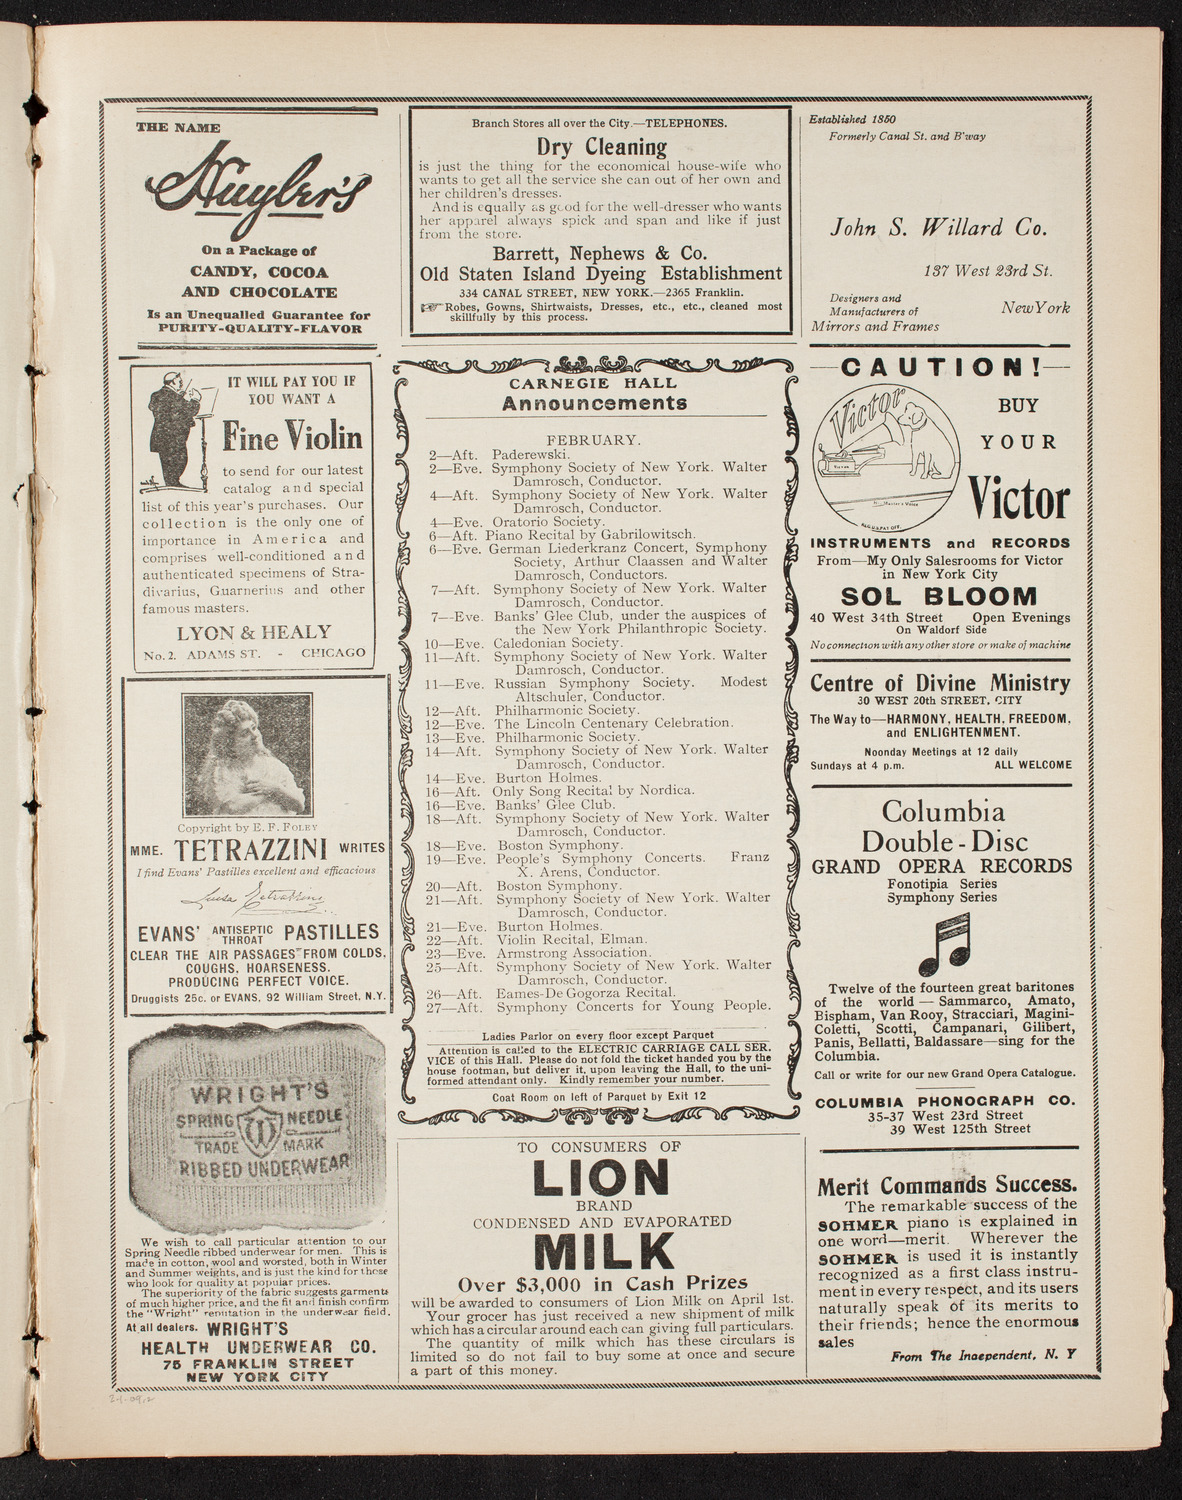 THE NAME
Huyler's
On a Package of
CANDY, COCOA
AND CHOCOLATE
Is an Unequalled Guarantee for
PURITY-QUALITY-FLAVOR
IT WILL PAY YOU IF
YOU WANT A
Fine Violin
to send for our latest
catalog and special
list of this year's purchases. Our
collection is the only one of
importance in America and
comprises well-conditioned and
authenticated specimens of Stra-
divarius, Guarnerius and other
famous masters.
LYON & HEALY
No. 2. ADAMS ST. - CHICAGO
Copyright by E. F. FOLEY
MME. TETRAZZINI WRITES
I find Evans' Pastilles excellent and efficacious
Luisa Tetrazzini
EVANS' ANTISEPTIC THROAT PASTILLES
CLEAR THE AIR PASSAGES FROM COLDS,
COUGHS, HOARSENESS.
PRODUCING PERFECT VOICE.
Druggists 25c. or EVANS, 92 William Street, N.Y.
WRIGHT'S
SPRING NEEDLE
W
TRADE MARK
RIBBED UNDERWEAR
We wish to call particular attention to our
Spring Needle ribbed underwear for men. This is
made in cotton, wool and worsted, both in Winter
and Summer weights, and is just the kind for those
who look for quality at popular prices.
The superiority of the fabric suggests garments
of much higher price, and the fit and finish confirm
the "Wright" reputation in the underwear field.
At all dealers. WRIGHT'S
HEALTH UNDERWEAR CO.
75 FRANKLIN STREET
NEW YORK CITY
Branch Stores all over the City.—TELEPHONES.
Dry Cleaning
is just the thing for the economical house-wife who
wants to get all the service she can out of her own and
her children's dresses.
And is equally as good for the well-dresser who wants
her apparel always spick and span and like if just
from the store.
Barrett, Nephews & Co.
Old Staten Island Dyeing Establishment
334 CANAL STREET, NEW YORK.—2365 Franklin.
Robes, Gowns, Shirtwaists, Dresses, etc., etc., cleaned most
skillfully by this process.
CARNEGIE HALL
Announcements
FEBRUARY.
2—Aft. Paderewski.
2—Eve. Symphony Society of New York. Walter
Damrosch, Conductor.
4—Aft. Symphony Society of New York. Walter
Damrosch, Conductor.
4—Eve. Oratorio Society.
6—Aft. Piano Recital by Gabrilowitsch.
6—Eve. German Liederkranz Concert, Symphony
Society, Arthur Claassen and Walter
Damrosch, Conductors.
7—Aft. Symphony Society of New York. Walter
Damrosch, Conductor.
7—Eve. Banks' Glee Club, under the auspices of
the New York Philanthropic Society.
10—Eve. Caledonian Society.
11—Aft. Symphony Society of New York. Walter
Damrosch, Conductor.
11—Eve. Russian Symphony Society. Modest
Altschuler, Conductor.
12—Aft. Philharmonic Society.
12—Eve. The Lincoln Centenary Celebration.
13—Eve. Philharmonic Society.
14—Aft. Symphony Society of New York. Walter
Damrosch, Conductor.
14—Eve. Burton Holmes.
16—Aft. Only Song Recital by Nordica.
16—Eve. Banks' Glee Club.
18—Aft. Symphony Society of New York. Walter
Damrosch, Conductor.
18—Eve. Boston Symphony.
19—Eve. People's Symphony Concerts. Franz
X. Arens, Conductor.
20—Aft. Boston Symphony.
21—Aft. Symphony Society of New York. Walter
Damrosch, Conductor.
21—Eve. Burton Holmes.
22—Aft. Violin Recital, Elman.
23—Eve. Armstrong Association.
25—Aft. Symphony Society of New York. Walter
Damrosch, Conductor.
26—Aft. Eames-De Gogorza Recital.
27—Aft. Symphony Concerts for Young People.
Ladies Parlor on every floor except Parquet
Attention is called to the ELECTRIC CARRIAGE CALL SER.
VICE of this Hall. Please do not fold the ticket handed you by the
house footman, but deliver it, upon leaving the Hall, to the uni-
formed attendant only. Kindly remember your number.
Coat Room on left of Parquet by Exit 12
TO CONSUMERS OF
LION
BRAND
CONDENSED AND EVAPORATED
MILK
Over $3,000 in Cash Prizes
will be awarded to consumers of Lion Milk on April 1st.
Your grocer has just received a new shipment of milk
which has a circular around each can giving full particulars.
The quantity of milk which has these circulars is
limited so do not fail to buy some at once and secure
a part of this money.
Established 1850
Formerly Canal St. and B'way
John S. Willard Co.
137 West 23rd St.
Designers and
Manufacturers of
Mirrors and Frames
New York
CAUTION!
Victor
His Master's Voice
REG. U.S. PAT. OFF.
BUY
YOUR
Victor
INSTRUMENTS and RECORDS
From—My Only Salesrooms for Victor
in New York City
SOL BLOOM
40 West 34th Street Open Evenings
On Waldorf Side
No connection with any other store or make of machine
Centre of Divine Ministry
30 WEST 20th STREET, CITY
The Way to—HARMONY, HEALTH, FREEDOM,
and ENLIGHTENMENT.
Noonday Meetings at 12 daily
Sundays at 4 p.m. ALL WELCOME
Columbia
Double-Disc
GRAND OPERA RECORDS
Fonotipia Series
Symphony Series
Twelve of the fourteen great baritones
of the world — Sammarco, Amato,
Bispham, Van Rooy, Stracciari, Magini-
Coletti, Scotti, Campanari, Gilibert,
Panis, Bellatti, Baldassare—sing for the
Columbia.
Call or write for our new Grand Opera Catalogue.
COLUMBIA PHONOGRAPH CO.
35-37 West 23rd Street
39 West 125th Street
Merit Commands Success.
The remarkable success of the
SOHMER piano is explained in
one word—merit. Wherever the
SOHMER is used it is instantly
recognized as a first class instru-
ment in every respect, and its users
naturally speak of its merits to
their friends; hence the enormous
sales
From The Independent, N. Y